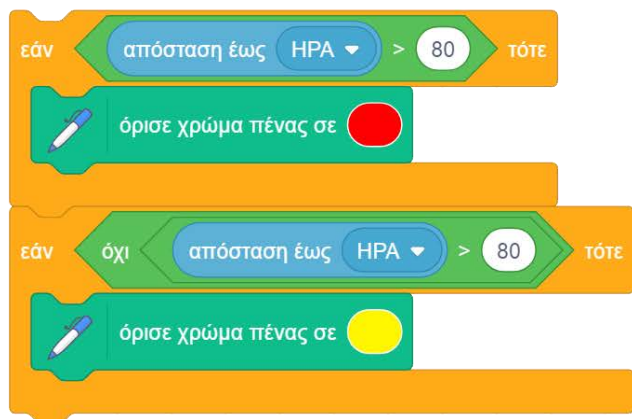 εάν απόσταση έως ΗΡΑ > 80 τότε
όρισε χρώμα πένας σε
εάν όχι απόσταση έως ΗΡΑ > 80 τότε
όρισε χρώμα πένας σε